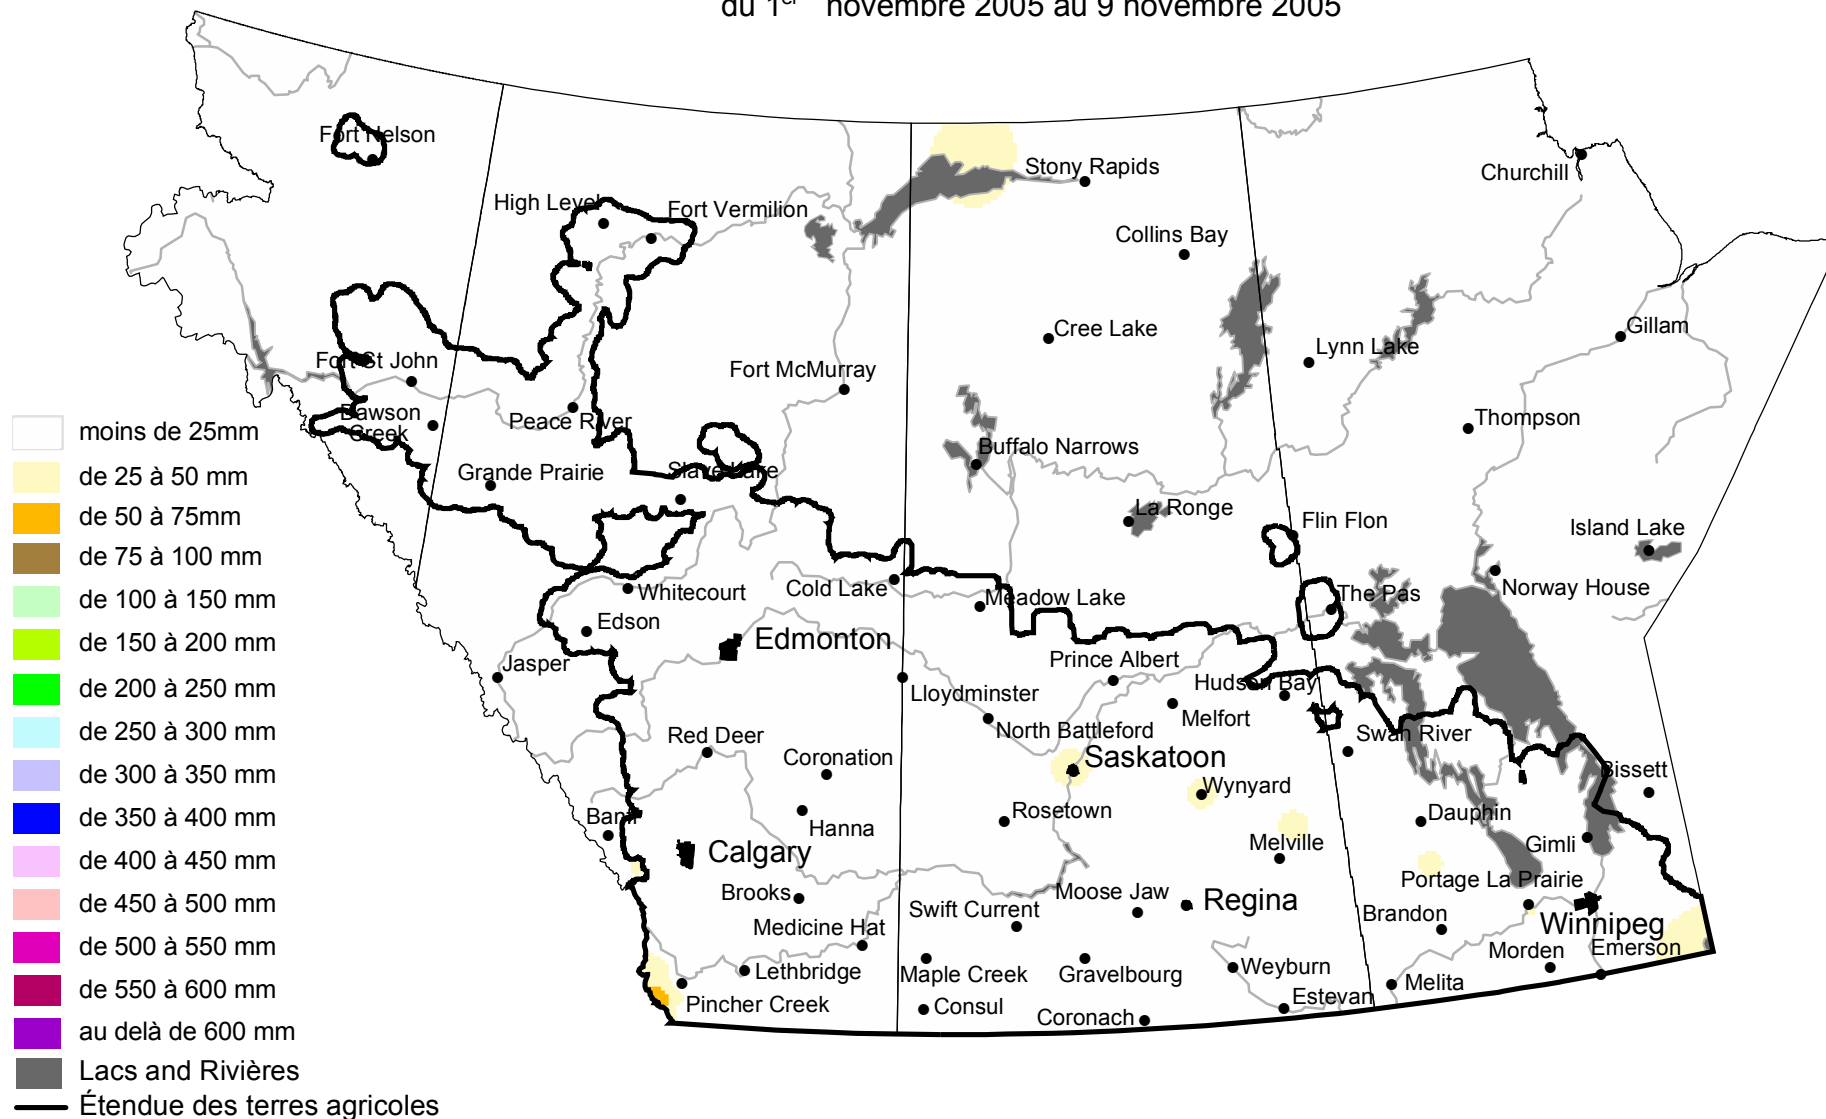 du 1er novembre 2005 au 9 novembre 2005
Fort Nelson
Stony Rapids
Churchill
High Level
Fort Vermilion
Collins Bay
Cree Lake
Gillam
Lynn Lake
Fort St John
Fort McMurray
Dawson
Creek
Peace River
Thompson
Buffalo Narrows
Grande Prairie
Slave Lake
La Ronge
Flin Flon
Island Lake
Whitecourt
Cold Lake
Meadow Lake
The Pas
Norway House
Edson
Edmonton
Jasper
Prince Albert
Hudson Bay
Lloydminster
Melfort
North Battleford
Swan River
Red Deer
Coronation
Saskatoon
Bissett
Wynyard
Banff
Hanna
Rosetown
Dauphin
Calgary
Melville
Gimli
Portage La Prairie
Brooks
Moose Jaw
Regina
Swift Current
Brandon
Winnipeg
Medicine Hat
Morden
Emerson
Lethbridge
Maple Creek
Gravelbourg
Weyburn
Melita
Pincher Creek
Consul
Coronach
Estevan
moins de 25mm
de 25 à 50 mm
de 50 à 75mm
de 75 à 100 mm
de 100 à 150 mm
de 150 à 200 mm
de 200 à 250 mm
de 250 à 300 mm
de 300 à 350 mm
de 350 à 400 mm
de 400 à 450 mm
de 450 à 500 mm
de 500 à 550 mm
de 550 à 600 mm
au delà de 600 mm
Lacs and Rivières
Étendue des terres agricoles